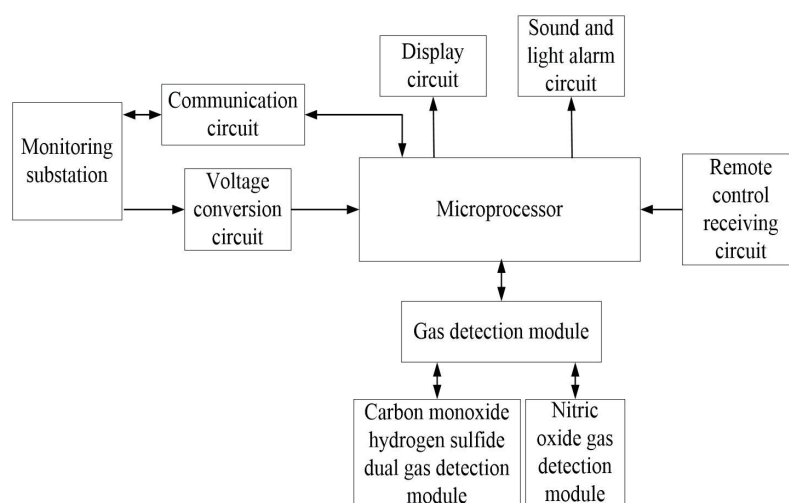 Display
circuit
Sound and
light alarm
circuit
Communication
circuit
Monitoring
substation
Voltage
conversion
circuit
Microprocessor
Remote
control
receiving
circuit
Gas detection module
Carbon monoxide
hydrogen sulfide
dual gas detection
module
Nitric
oxide gas
detection
module